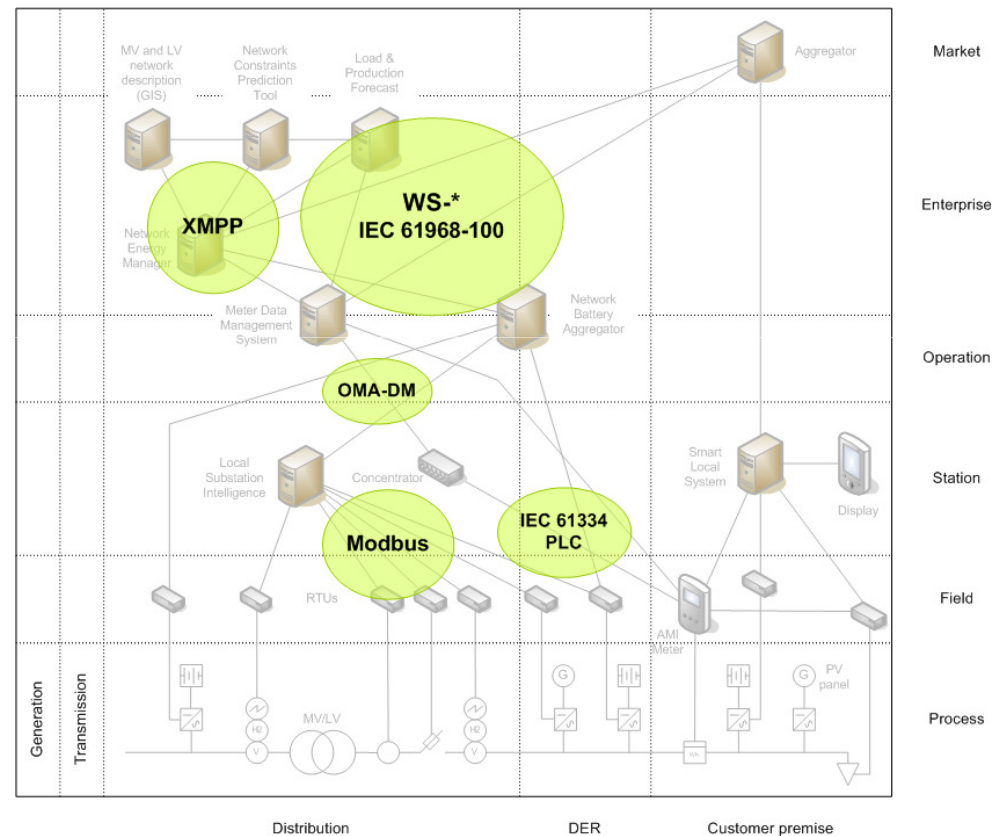 MV and LV
network
description
(GIS)
Network
Constraints
Prediction
Tool
Load &
Production
Forecast
Aggregator
Market
XMPP
WS-*
IEC 61968-100
Enterprise
Network
Energy
Manager
Meter Data
Management
System
Network
Battery
Aggregator
Operation
OMA-DM
Local
Substation
Intelligence
Concentrator
Smart
Local
System
Display
Station
Modbus
IEC 61334
PLC
RTUs
AMI
Meter
Field
G
G
PV
panel
MV/LV
H2
H2
V
V
Wh
Process
Generation
Transmission
Distribution
DER
Customer premise